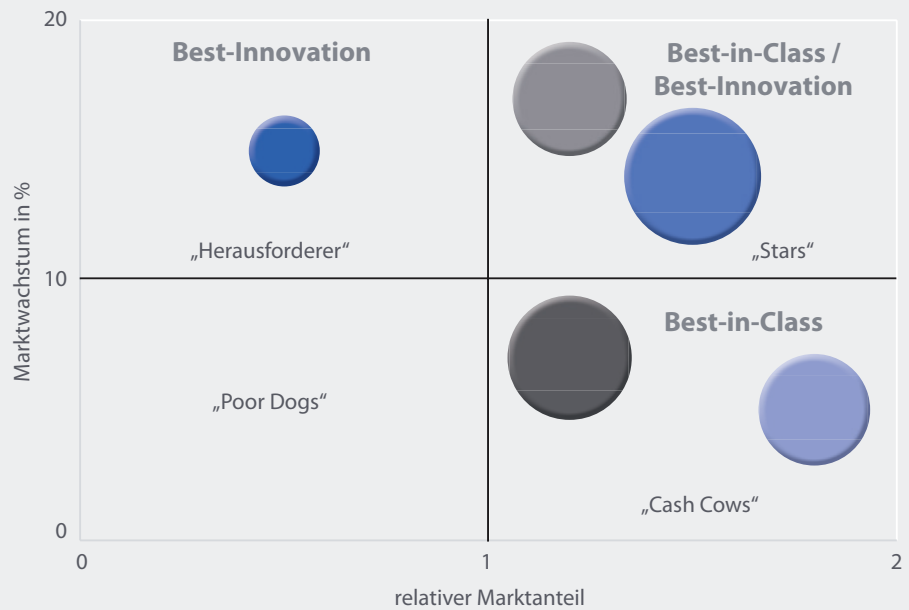 20
Best-Innovation
Best-in-Class /
Best-Innovation
„Herausforderer“
„Stars“
Marktwachstum in %
10
Best-in-Class
„Poor Dogs“
„Cash Cows“
0
0
1
2
relativer Marktanteil